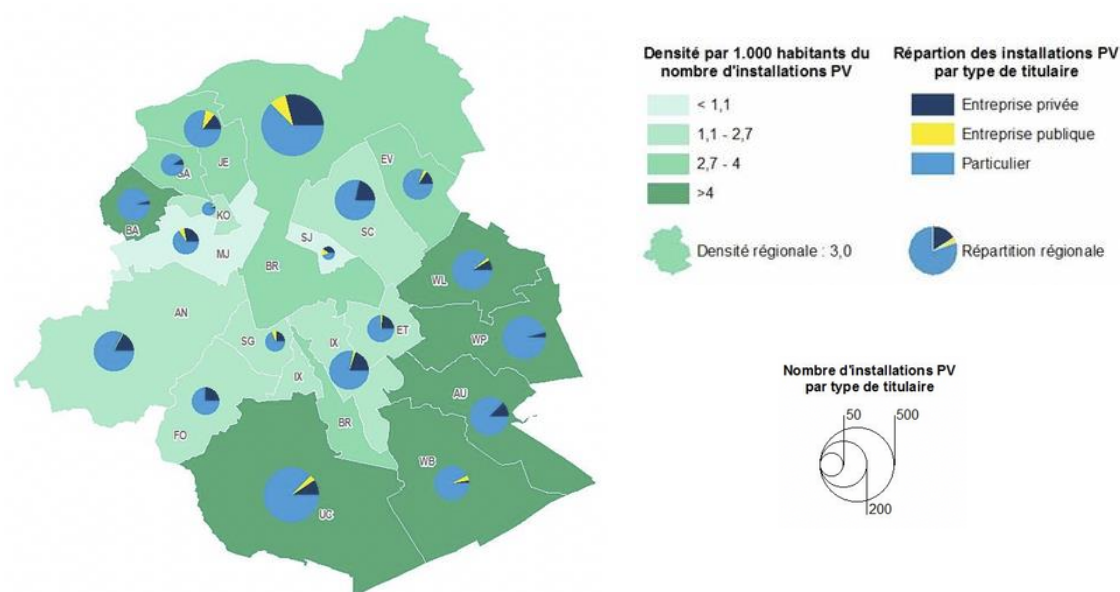 Densité par 1.000 habitants du
nombre d'installations PV
< 1,1
1,1 - 2,7
2,7 - 4
>4
Densité régionale : 3,0
Répartion des installations PV
par type de titulaire
Entreprise privée
Entreprise publique
Particulier
Répartition régionale
Nombre d'installations PV
par type de titulaire
50
500
200
JE
EV
SA
BA
KO
SC
SJ
MJ
BR
WL
AN
SG
IX
ET
WP
IX
AU
BR
FO
WB
UC